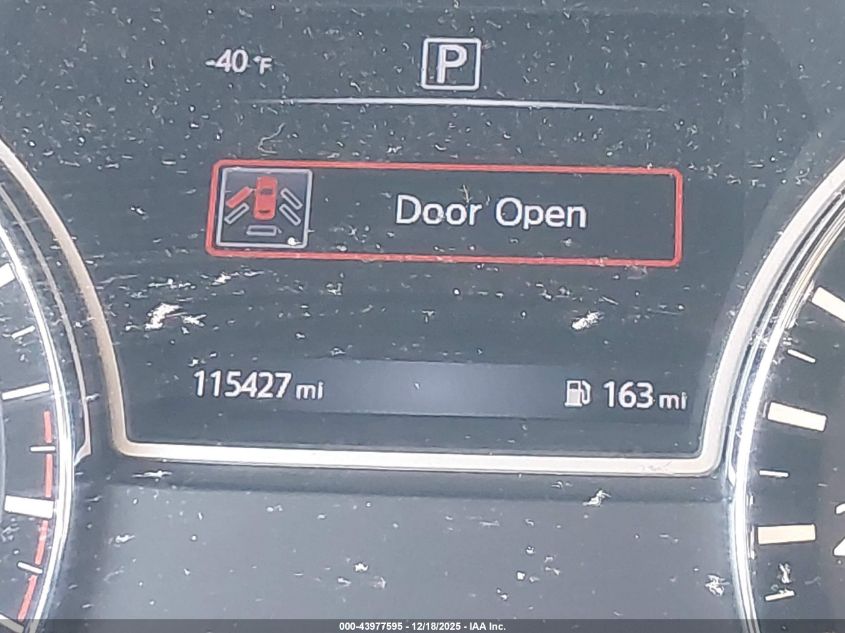 -40 °F P
Door Open
115427 mi 163 mi
000-43977595 - 12/18/2025 - IAA Inc.